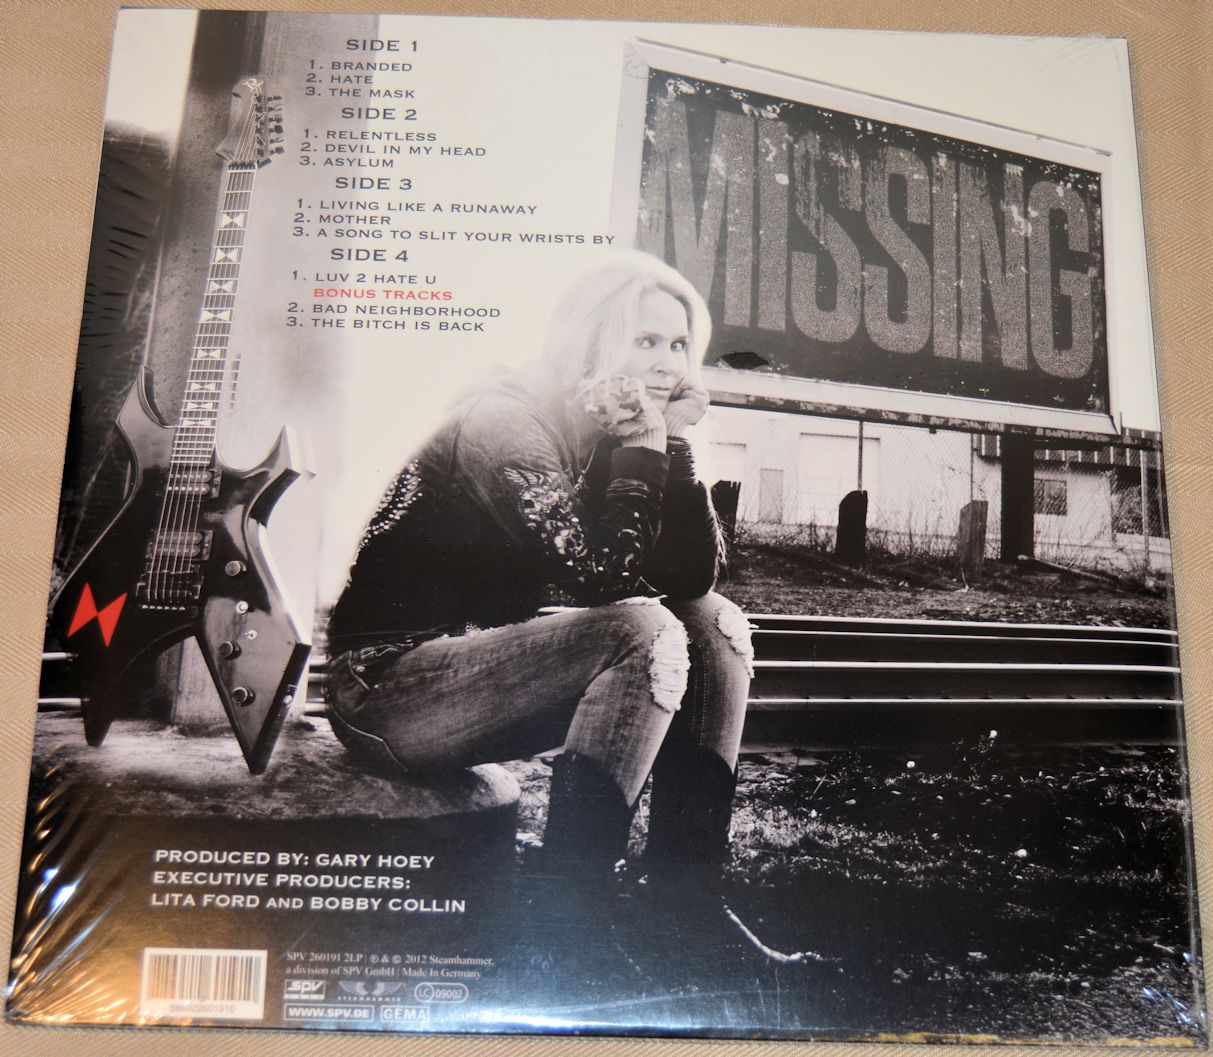 SIDE 1
1. BRANDED
2. HATE
3. THE MASK
SIDE 2
1. RELENTLESS
2. DEVIL IN MY HEAD
3. ASYLUM
SIDE 3
1. LIVING LIKE A RUNAWAY
2. MOTHER
3. A SONG TO SLIT YOUR WRISTS BY
SIDE 4
1. LUV 2 HATE U
BONUS TRACKS
2. BAD NEIGHBORHOOD
3. THE BITCH IS BACK
MISSING
PRODUCED BY: GARY HOEY
EXECUTIVE PRODUCERS:
LITA FORD AND BOBBY COLLIN
SPV 260191 2LP | ℗ & © 2012 Steamhammer,
a division of SPV GmbH | Made In Germany
SPV
STEAMHAMMER
LC 09002
WWW.SPV.DE
GEMA